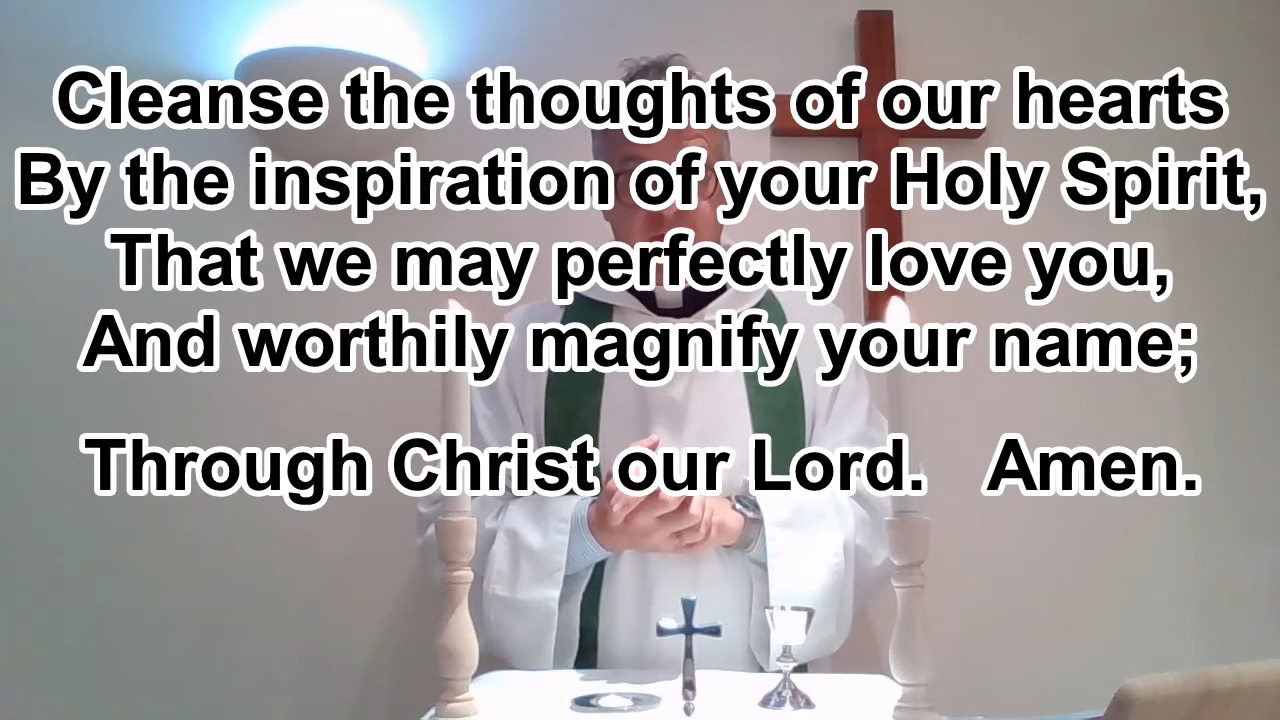 Cleanse the thoughts of our hearts
By the inspiration of your Holy Spirit,
That we may perfectly love you,
And worthily magnify your name;
Through Christ our Lord. Amen.